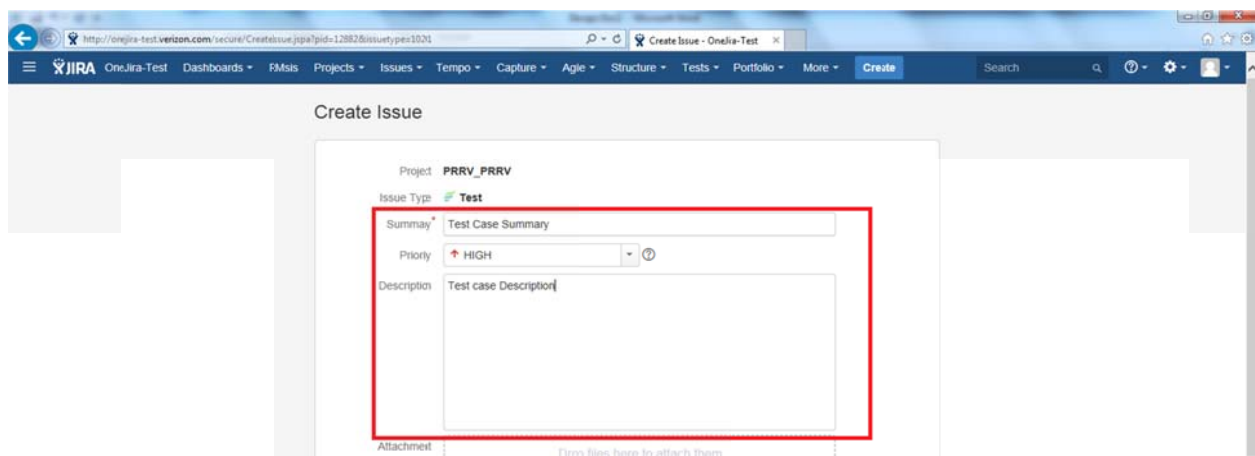 http://onejira-test.verizon.com/secure/CreateIssue.jspa?pid=12882&issuetype=10201
Create Issue - OneJira-Test
JIRA OneJira-Test Dashboards RMsis Projects Issues Tempo Capture Agile Structure Tests Portfolio More Create Search
Create Issue
Project PRRV_PRRV
Issue Type Test
Summary* Test Case Summary
Priority HIGH
Description Test case Description
Attachment
Drop files here to attach them